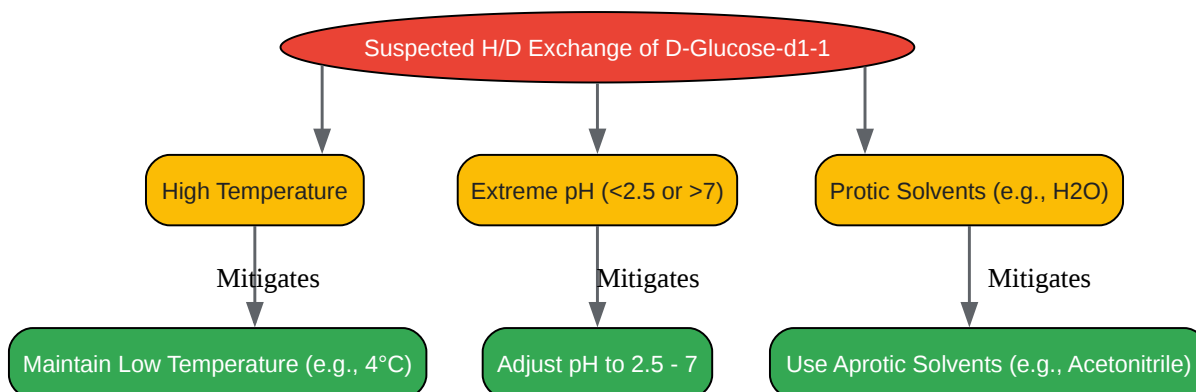 Suspected H/D Exchange of D-Glucose-d1-1
High Temperature
Extreme pH (<2.5 or >7)
Protic Solvents (e.g., H2O)
Mitigates
Mitigates
Mitigates
Maintain Low Temperature (e.g., 4°C)
Adjust pH to 2.5 - 7
Use Aprotic Solvents (e.g., Acetonitrile)